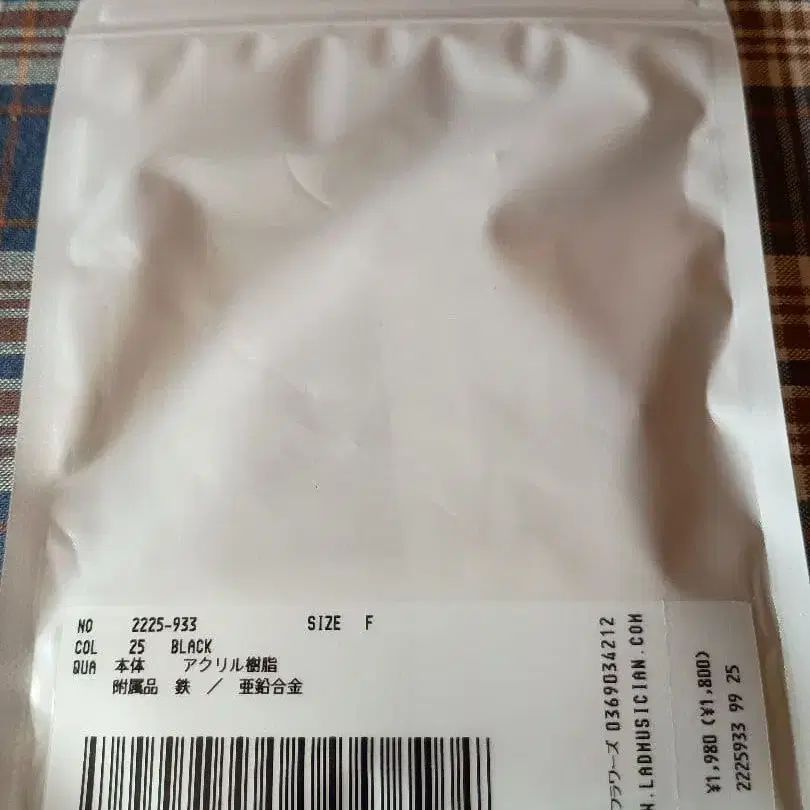 NO 2225-933 SIZE F
COL 25 BLACK
QUA 本体 アクリル樹脂
附属品 鉄 / 亜鉛合金
フラワーズ 0369034212
.LADMUSICIAN.COM
¥1,980 (¥1,800)
2225933 99 25